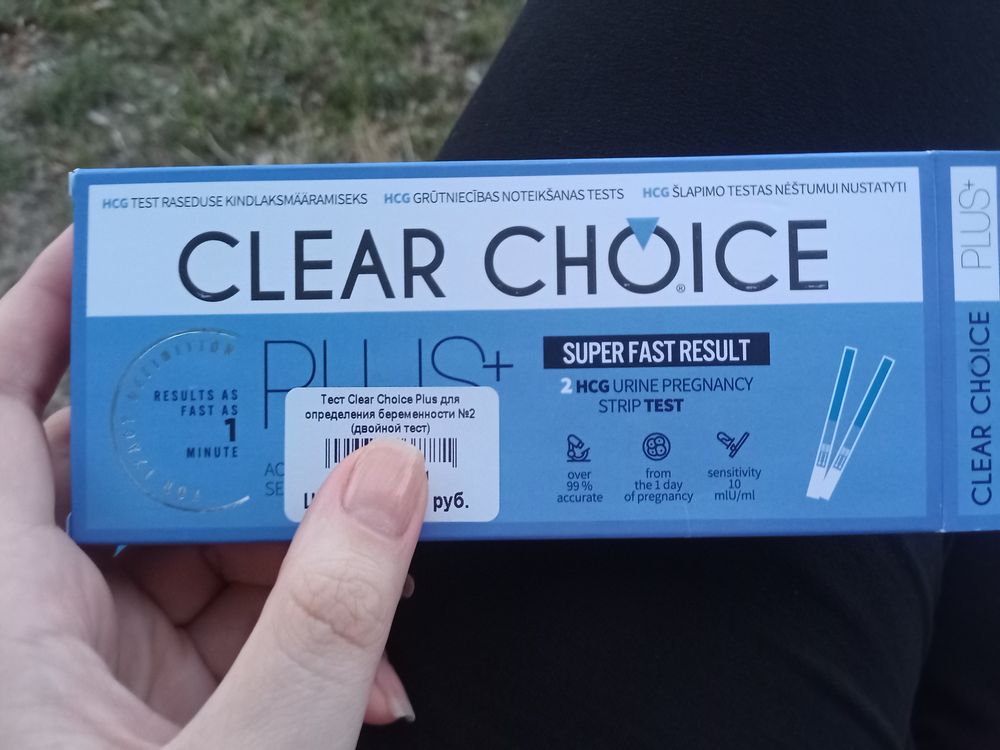 HCG TEST RASEDUSE KINDLAKSMÄÄRAMISEKS HCG GRŪTNIECĪBAS NOTEIKŠANAS TESTS HCG ŠLAPIMO TESTAS NĖŠTUMUI NUSTATYTI
CLEAR CHOICE®
PLUS+
RESULTS AS
FAST AS
1
MINUTE
SUPER FAST RESULT
2 HCG URINE PREGNANCY
STRIP TEST
over
99 %
accurate
from
the 1 day
of pregnancy
sensitivity
10
mlU/ml
Тест Clear Choice Plus для
определения беременности №2
(двойной тест)
руб.
CLEAR CHOICE PLUS+